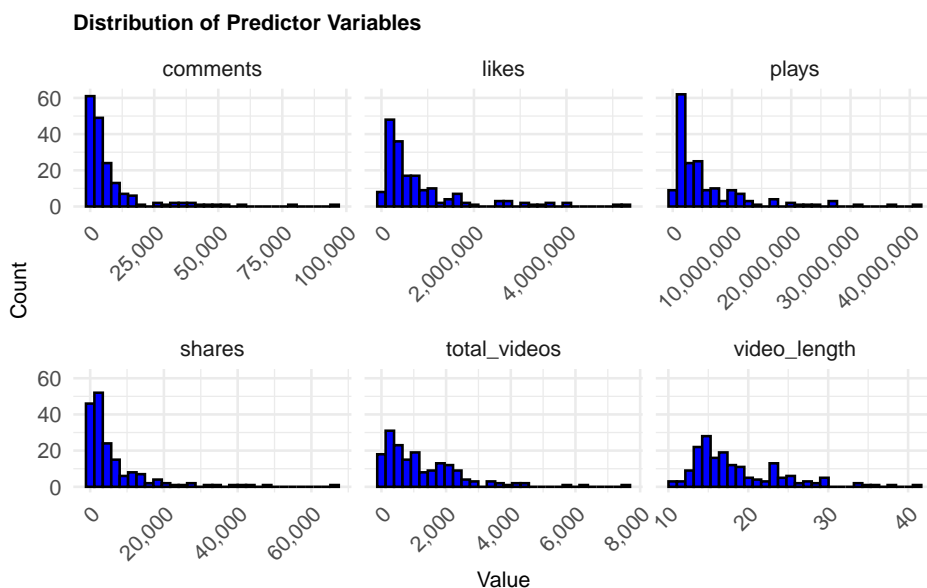 Distribution of Predictor Variables
comments likes plays
60
40
20
0
0 25,000 50,000 75,000 100,000
0 2,000,000 4,000,000
0 10,000,000 20,000,000 30,000,000 40,000,000
Count
shares total_videos video_length
60
40
20
0
0 20,000 40,000 60,000
0 2,000 4,000 6,000 8,000
10 20 30 40
Value